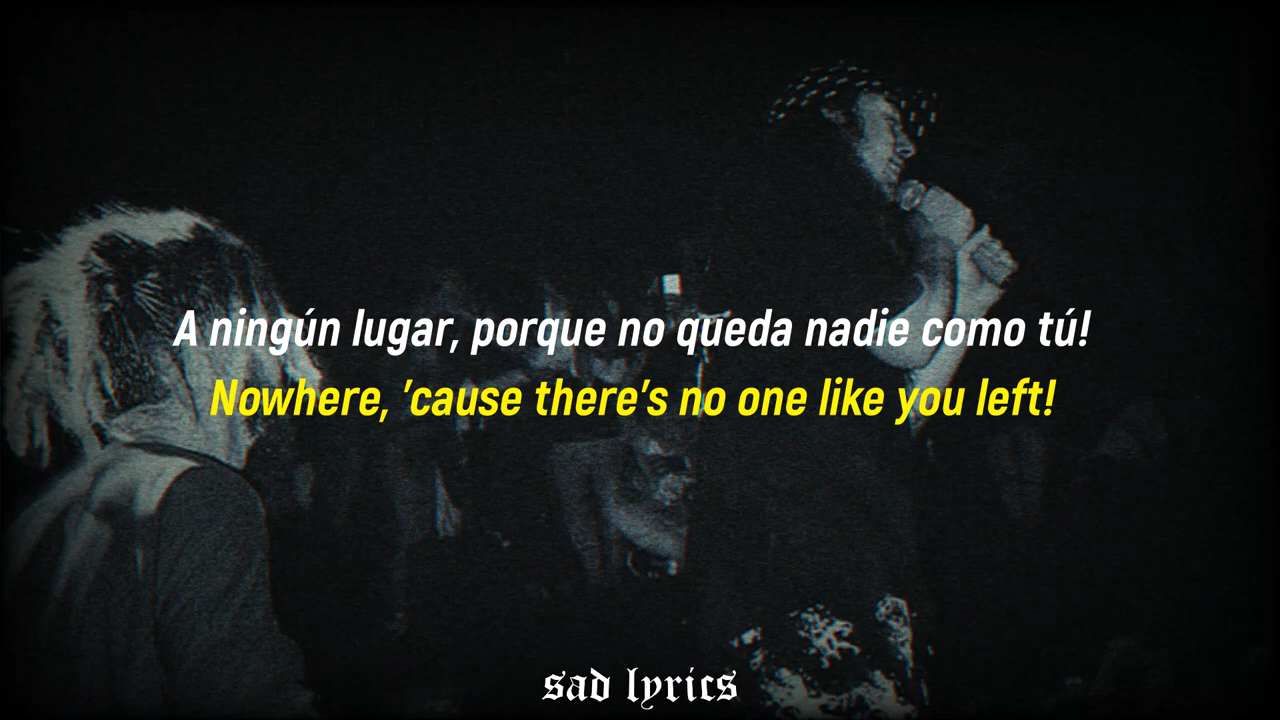 A ningún lugar, porque no queda nadie como tú!
Nowhere, ’cause there’s no one like you left!
sad lyrics